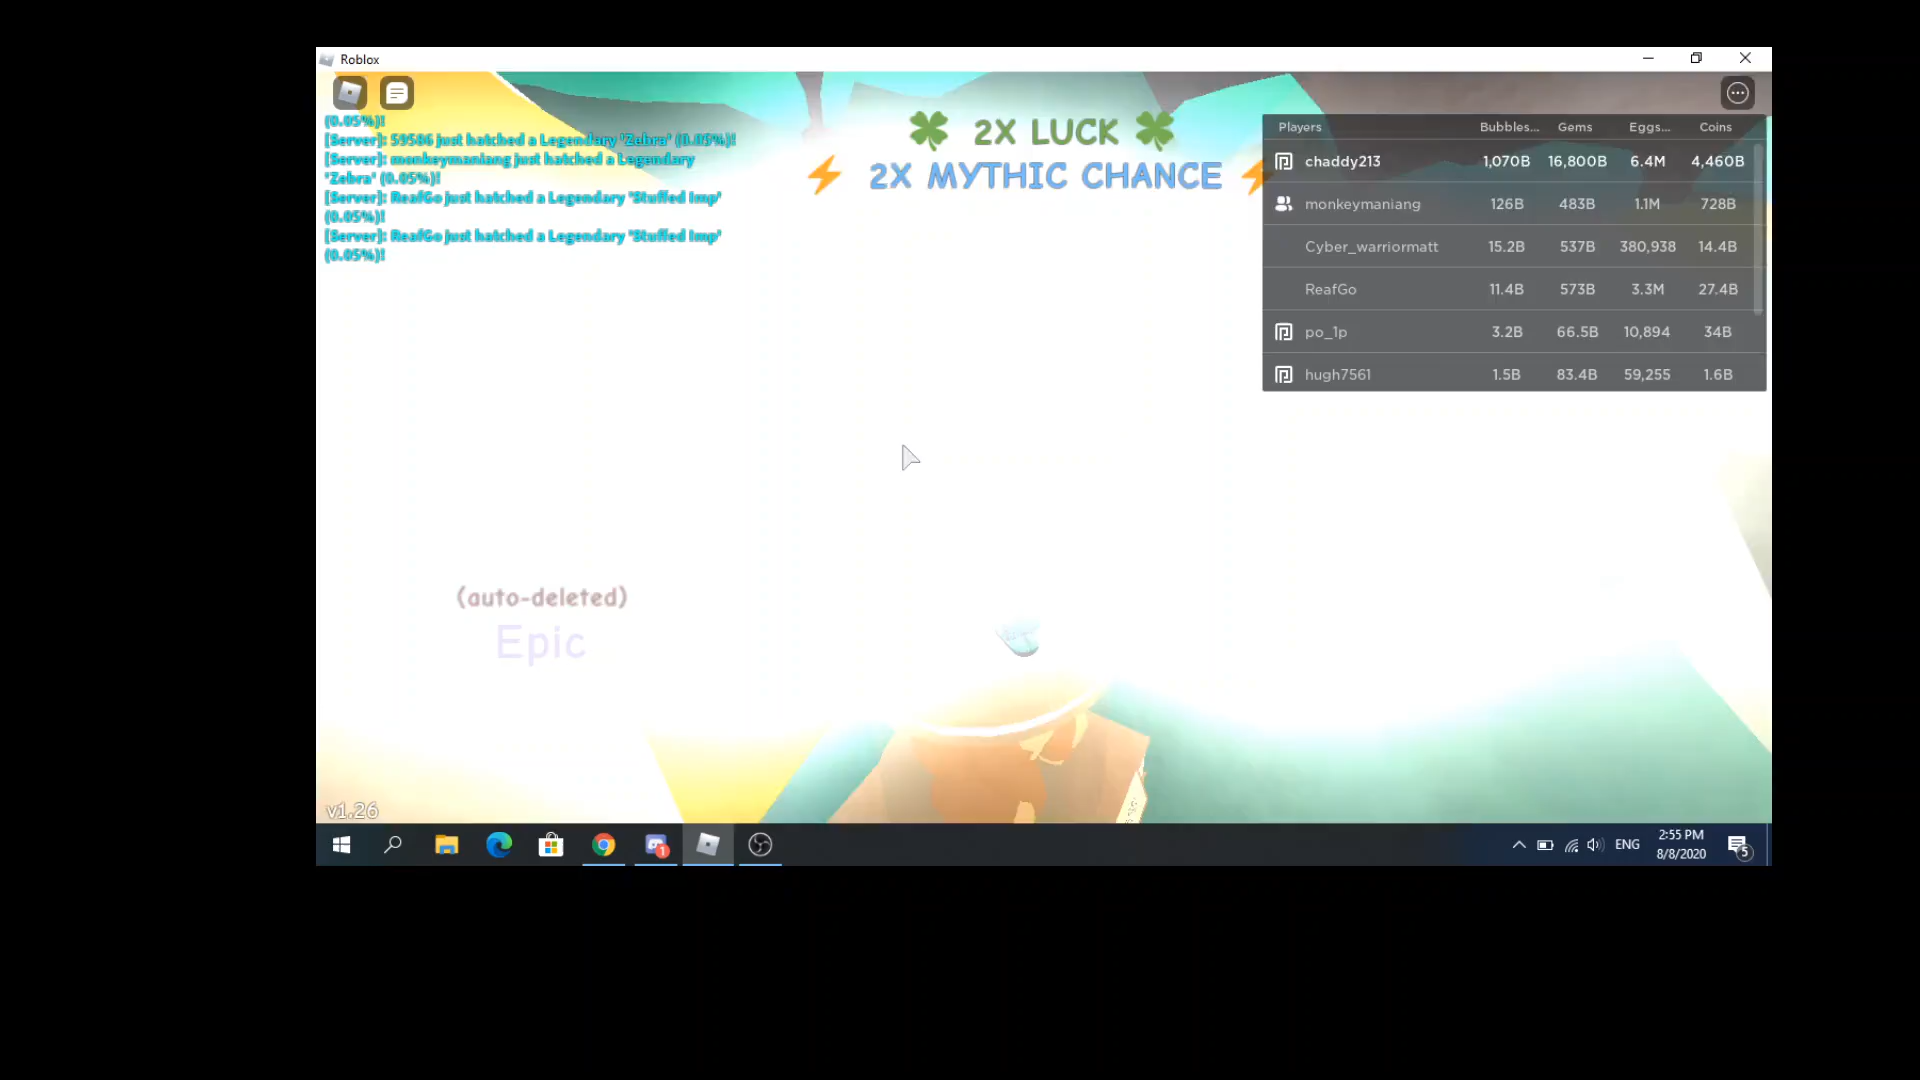 Roblox
(0.05%)!
[Server]: 59586 just hatched a Legendary 'Zebra' (0.05%)!
[Server]: monkeymaniang just hatched a Legendary
'Zebra' (0.05%)!
[Server]: ReafGo just hatched a Legendary 'Stuffed Imp'
(0.05%)!
[Server]: ReafGo just hatched a Legendary 'Stuffed Imp'
(0.05%)!
2X LUCK
2X MYTHIC CHANCE
Players Bubbles... Gems Eggs... Coins
chaddy213 1,070B 16,800B 6.4M 4,460B
monkeymaniang 126B 483B 1.1M 728B
Cyber_warriormatt 15.2B 537B 380,938 14.4B
ReafGo 11.4B 573B 3.3M 27.4B
po_1p 3.2B 66.5B 10,894 34B
hugh7561 1.5B 83.4B 59,255 1.6B
(auto-deleted)
Epic
v1.26
1
ENG
2:55 PM
8/8/2020
5